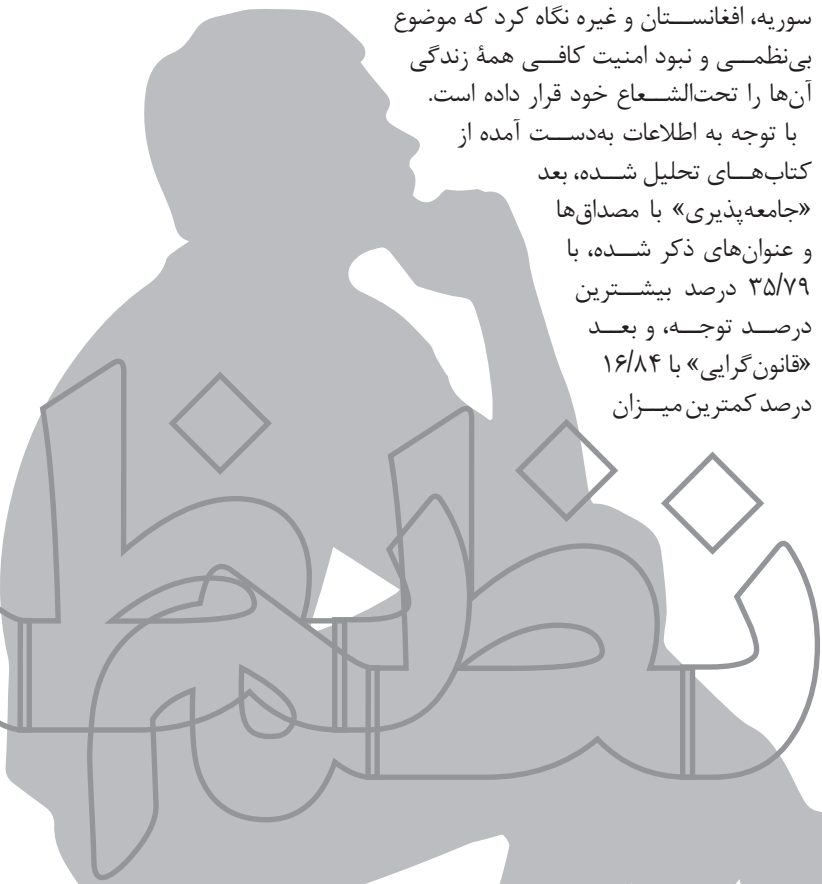 سوریه، افغانستان و غیره نگاه کرد که موضوع
بی‌نظمی و نبود امنیت کافی همهٔ زندگی
آن‌ها را تحت‌الشعاع خود قرار داده است.
با توجه به اطلاعات به‌دست آمده از
کتاب‌های تحلیل شده، بعد
«جامعه‌پذیری» با مصداق‌ها
و عنوان‌های ذکر شده، با
۳۵/۷۹ درصد بیشترین
درصد توجه، و بعد
«قانون‌گرایی» با ۱۶/۸۴
درصد کمترین میزان
نظم